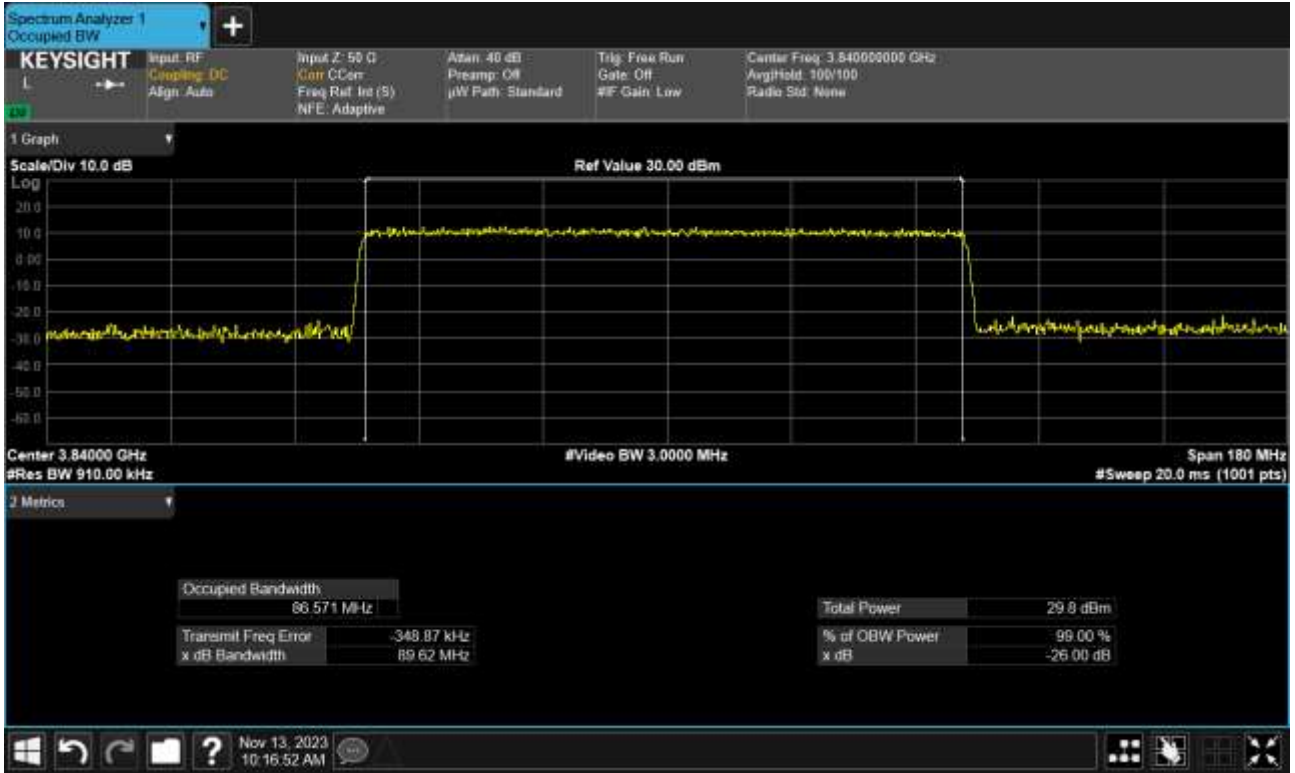 Spectrum Analyzer 1
Occupied BW
+
KEYSIGHT
L
Input: RF
Coupling: DC
Align: Auto
Input Z: 50 Ω
Corr CCorr
Freq Ref: Int (S)
NFE: Adaptive
Atten: 40 dB
Preamp: Off
µW Path: Standard
Trig: Free Run
Gate: Off
#IF Gain: Low
Center Freq: 3.840000000 GHz
Avg|Hold: 100/100
Radio Std: None
1 Graph
Scale/Div 10.0 dB
Ref Value 30.00 dBm
Log
20.0
10.0
0.00
-10.0
-20.0
-30.0
-40.0
-50.0
-60.0
Center 3.84000 GHz
#Video BW 3.0000 MHz
Span 180 MHz
#Res BW 910.00 kHz
#Sweep 20.0 ms (1001 pts)
2 Metrics
Occupied Bandwidth
86.571 MHz
Total Power 29.8 dBm
Transmit Freq Error -348.87 kHz
% of OBW Power 99.00 %
x dB Bandwidth 89.62 MHz
x dB -26.00 dB
?
Nov 13, 2023
10:16:52 AM